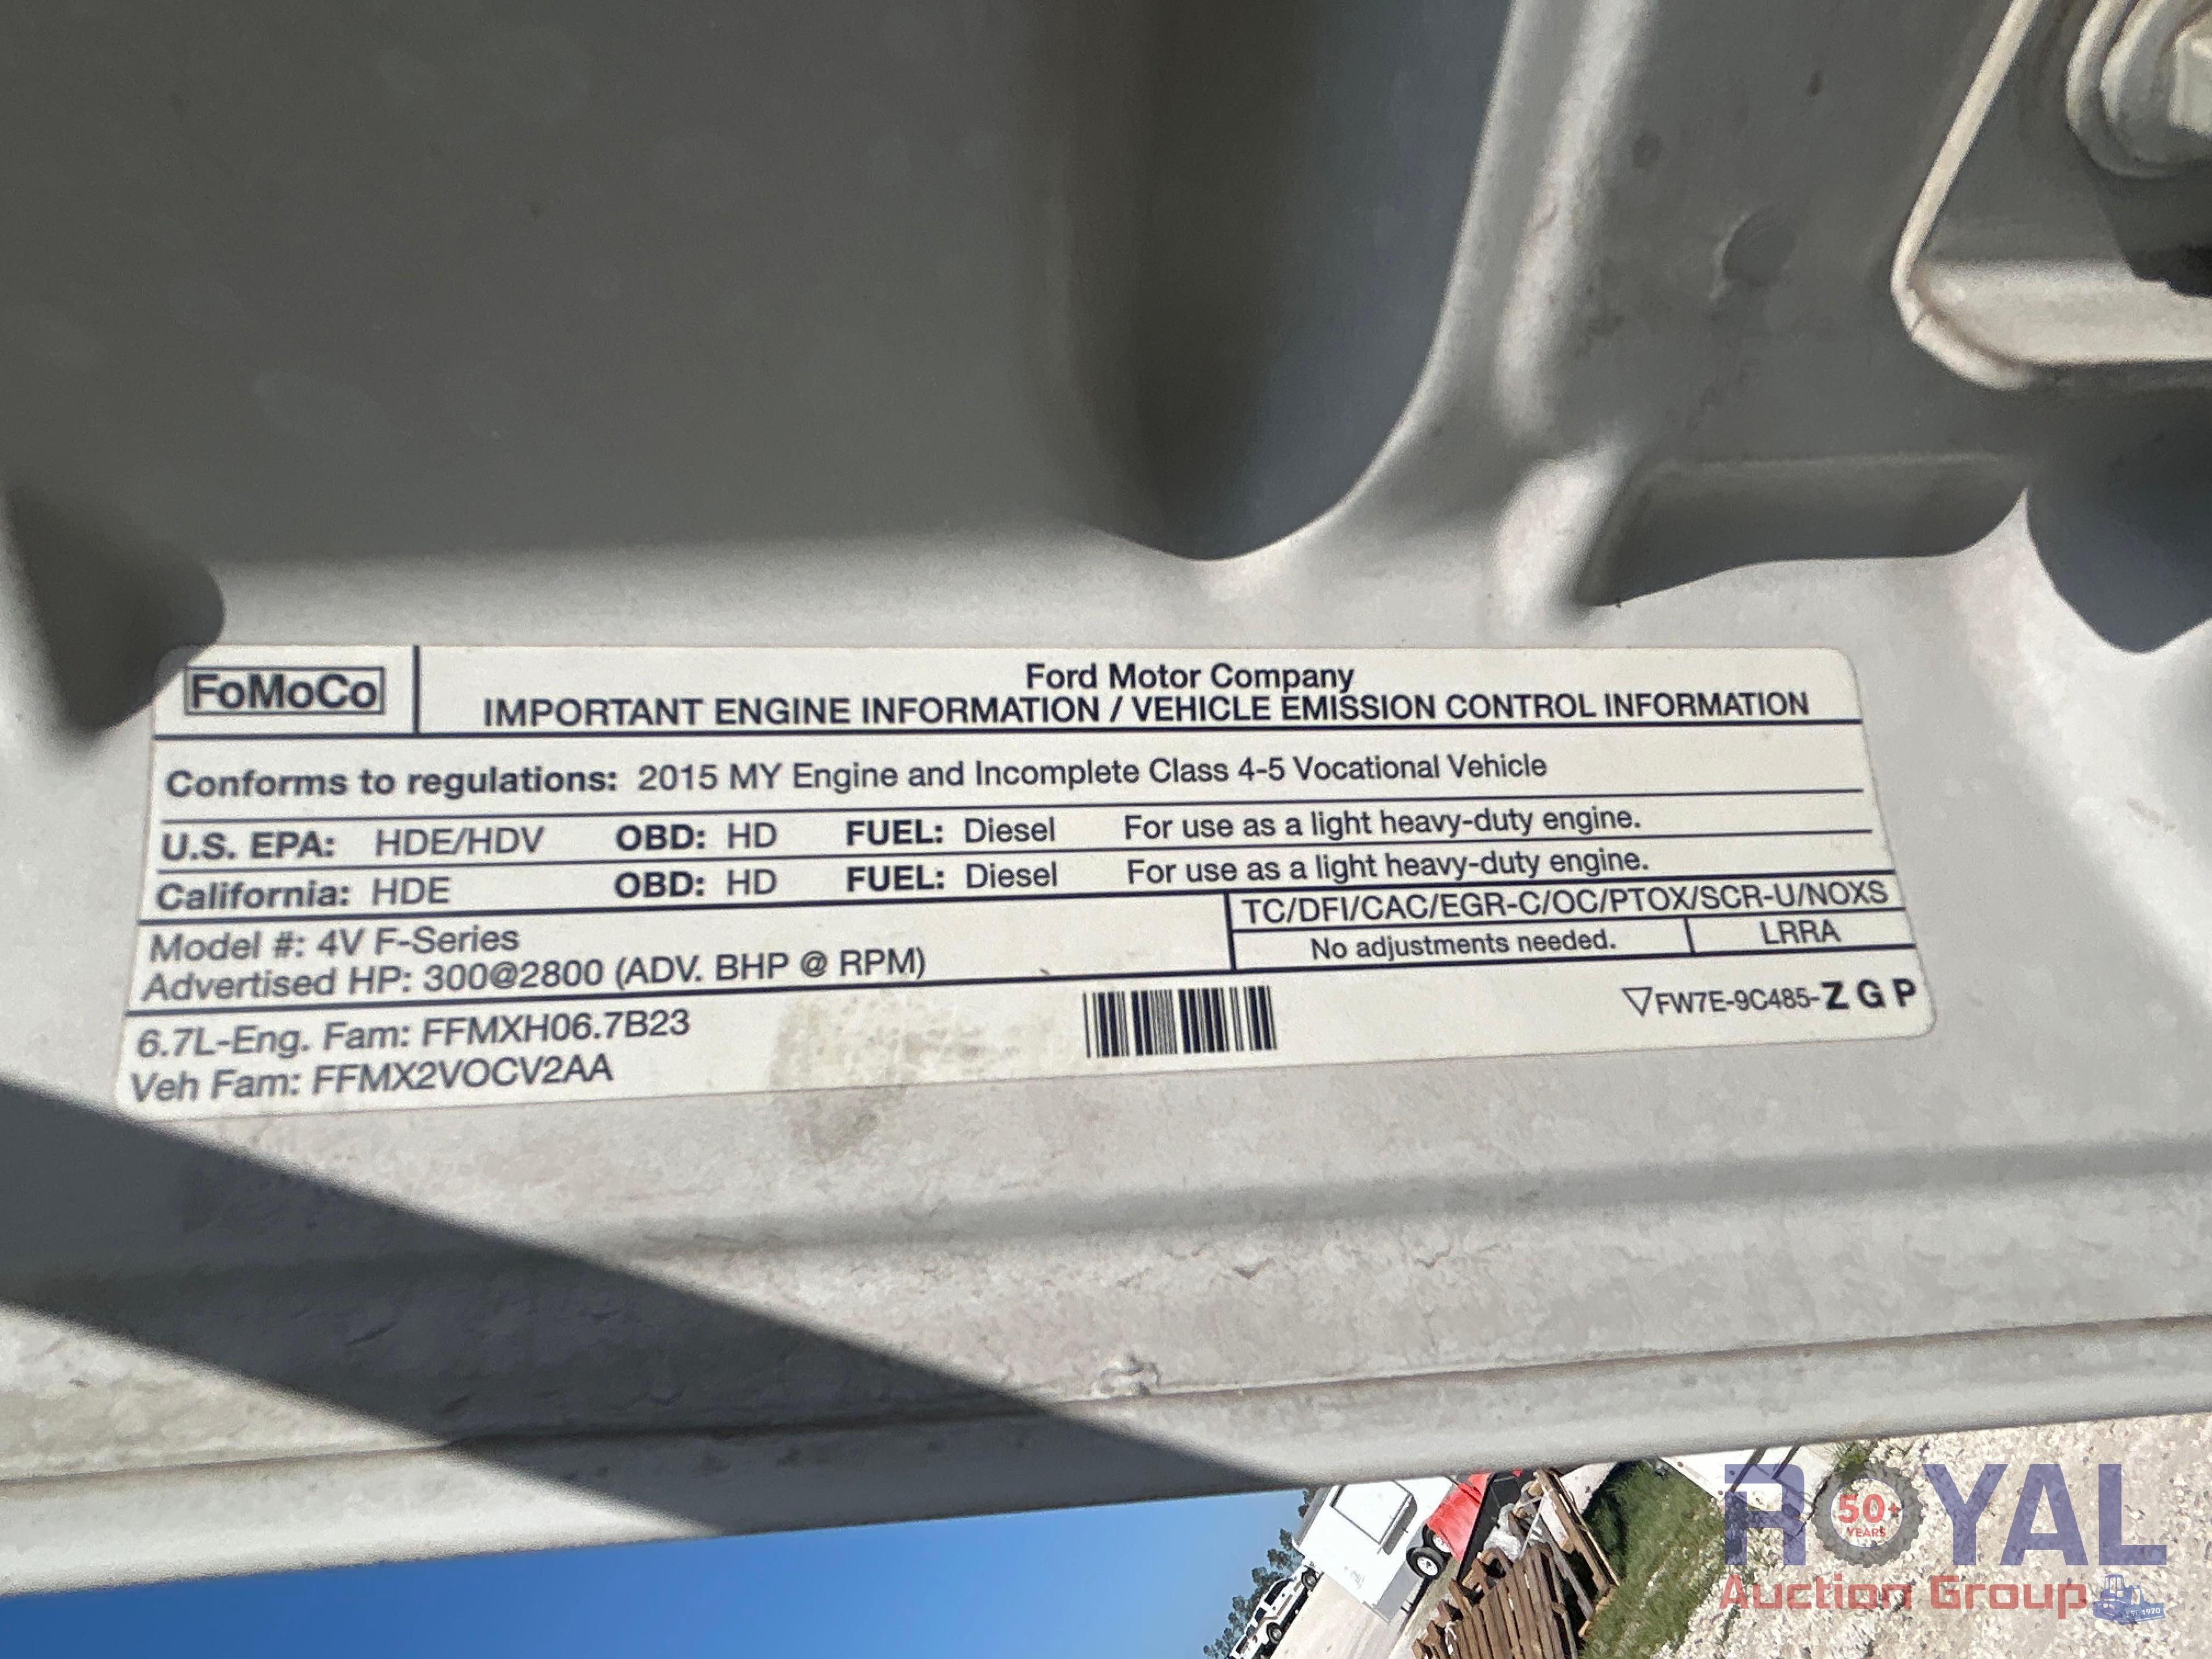 FoMoCo
Ford Motor Company
IMPORTANT ENGINE INFORMATION / VEHICLE EMISSION CONTROL INFORMATION
Conforms to regulations: 2015 MY Engine and Incomplete Class 4-5 Vocational Vehicle
U.S. EPA: HDE/HDV OBD: HD FUEL: Diesel For use as a light heavy-duty engine.
California: HDE OBD: HD FUEL: Diesel For use as a light heavy-duty engine.
TC/DFI/CAC/EGR-C/OC/PTOX/SCR-U/NOXS
Model #: 4V F-Series
No adjustments needed. LRRA
Advertised HP: 300@2800 (ADV. BHP @ RPM)
▽FW7E-9C485-Z G P
6.7L-Eng. Fam: FFMXH06.7B23
Veh Fam: FFMX2VOCV2AA
ROYAL
50+
YEARS
Auction Group
EST. 1970